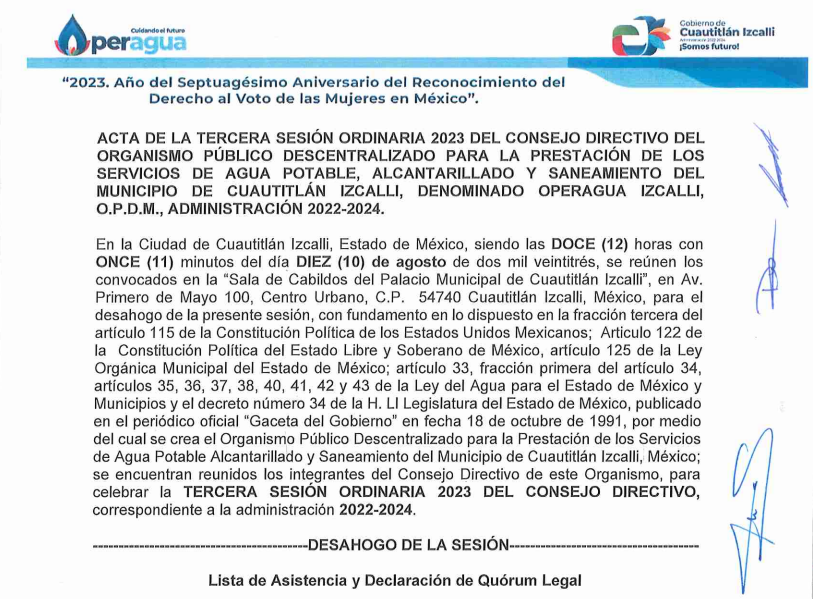 Cuidando el futuro
Operagua
Gobierno de
Cuautitlán Izcalli
¡Somos futuro!
“2023. Año del Septuagésimo Aniversario del Reconocimiento del
Derecho al Voto de las Mujeres en México”.
ACTA DE LA TERCERA SESIÓN ORDINARIA 2023 DEL CONSEJO DIRECTIVO DEL
ORGANISMO PÚBLICO DESCENTRALIZADO PARA LA PRESTACIÓN DE LOS
SERVICIOS DE AGUA POTABLE, ALCANTARILLADO Y SANEAMIENTO DEL
MUNICIPIO DE CUAUTITLÁN IZCALLI, DENOMINADO OPERAGUA IZCALLI,
O.P.D.M., ADMINISTRACIÓN 2022-2024.
En la Ciudad de Cuautitlán Izcalli, Estado de México, siendo las DOCE (12) horas con
ONCE (11) minutos del día DIEZ (10) de agosto de dos mil veintitrés, se reúnen los
convocados en la “Sala de Cabildos del Palacio Municipal de Cuautitlán Izcalli”, en Av.
Primero de Mayo 100, Centro Urbano, C.P. 54740 Cuautitlán Izcalli, México, para el
desahogo de la presente sesión, con fundamento en lo dispuesto en la fracción tercera del
artículo 115 de la Constitución Política de los Estados Unidos Mexicanos; Articulo 122 de
la Constitución Política del Estado Libre y Soberano de México, artículo 125 de la Ley
Orgánica Municipal del Estado de México; artículo 33, fracción primera del artículo 34,
artículos 35, 36, 37, 38, 40, 41, 42 y 43 de la Ley del Agua para el Estado de México y
Municipios y el decreto número 34 de la H. LI Legislatura del Estado de México, publicado
en el periódico oficial “Gaceta del Gobierno” en fecha 18 de octubre de 1991, por medio
del cual se crea el Organismo Público Descentralizado para la Prestación de los Servicios
de Agua Potable Alcantarillado y Saneamiento del Municipio de Cuautitlán Izcalli, México;
se encuentran reunidos los integrantes del Consejo Directivo de este Organismo, para
celebrar la TERCERA SESIÓN ORDINARIA 2023 DEL CONSEJO DIRECTIVO,
correspondiente a la administración 2022-2024.
------------------------------------------DESAHOGO DE LA SESIÓN-------------------------------------
Lista de Asistencia y Declaración de Quórum Legal